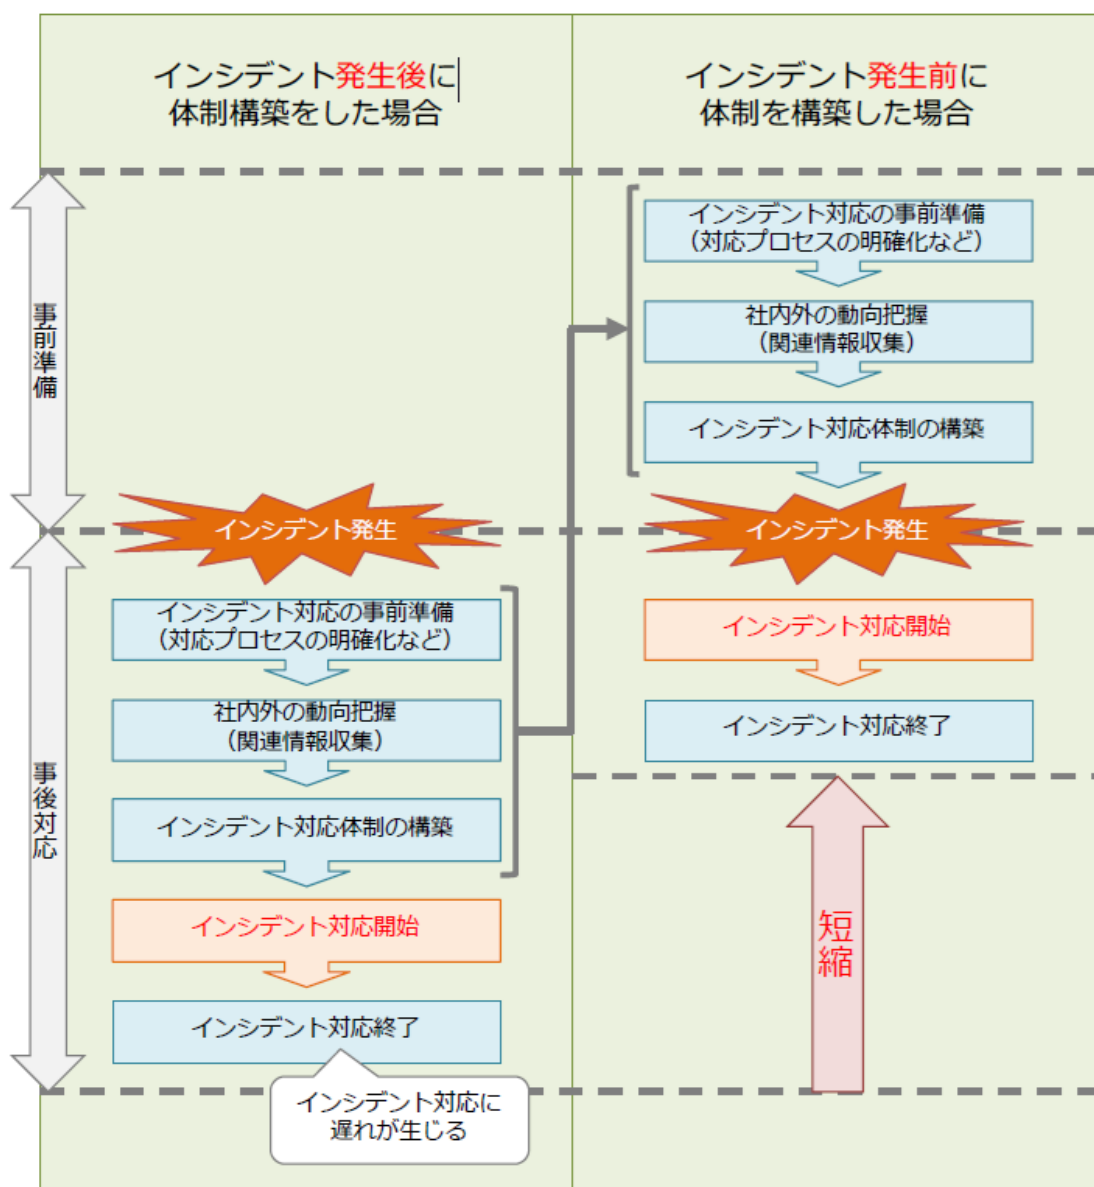 インシデント発生後に
体制構築をした場合
インシデント発生前に
体制を構築した場合
事前準備
インシデント対応の事前準備
（対応プロセスの明確化など）
社内外の動向把握
（関連情報収集）
インシデント対応体制の構築
インシデント発生
インシデント発生
事後対応
インシデント対応の事前準備
（対応プロセスの明確化など）
社内外の動向把握
（関連情報収集）
インシデント対応体制の構築
インシデント対応開始
インシデント対応終了
インシデント対応に
遅れが生じる
インシデント対応開始
インシデント対応終了
短縮